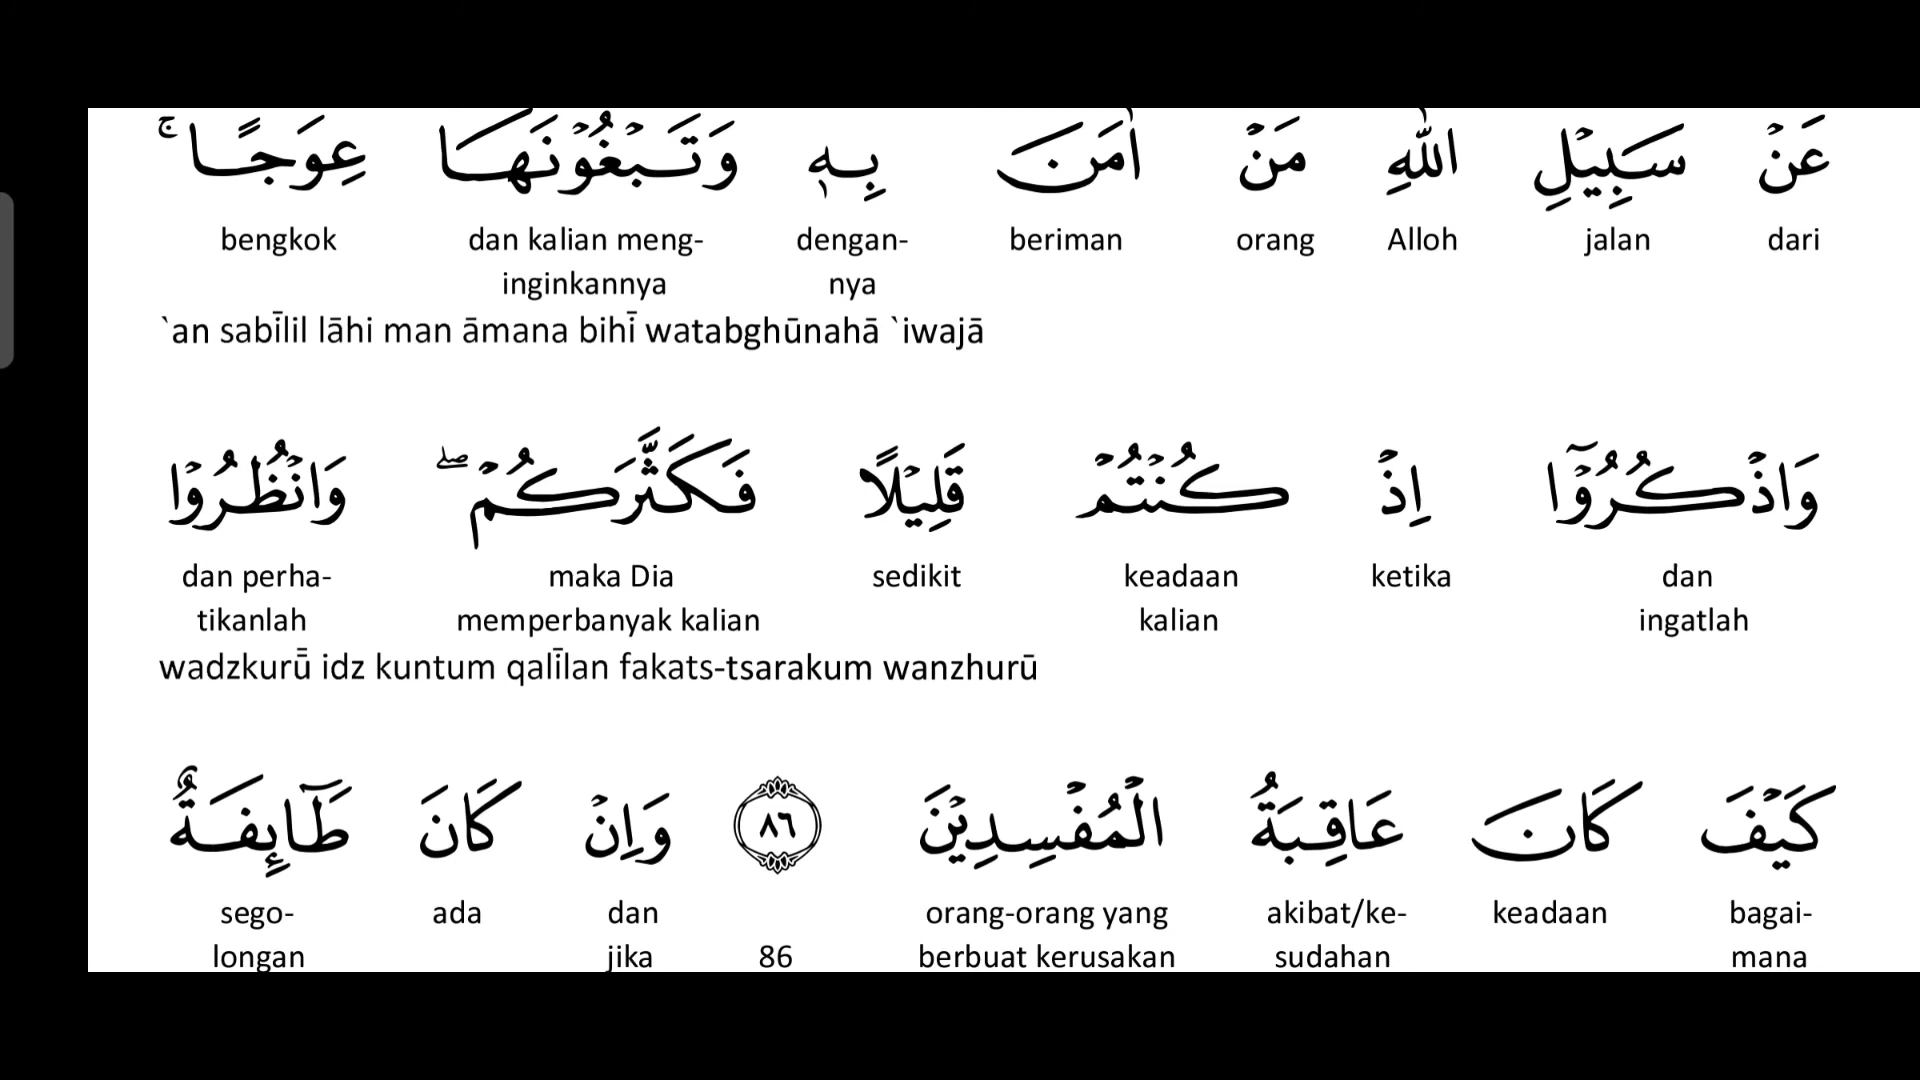 عَنْ سَبِيْلِ اللّٰهِ مَنْ اٰمَنَ بِهٖ وَتَبْغُوْنَهَا عِوَجًاۚ
dari jalan Alloh orang beriman dengan- dan kalian meng- bengkok
nya inginkannya
`an sabīlil lāhi man āmana bihī watabghūnahā `iwajā
وَاذْكُرُوْٓا اِذْ كُنْتُمْ قَلِيْلًا فَكَثَّرَكُمْۖ وَانْظُرُوْا
dan ketika keadaan sedikit maka Dia dan perha-
ingatlah kalian memperbanyak kalian tikanlah
wadzkurū idz kuntum qalīlan fakats-tsarakum wanzhurū
كَيْفَ كَانَ عَاقِبَةُ الْمُفْسِدِيْنَ ٨٦ وَاِنْ كَانَ طَآئِفَةٌ
bagai- keadaan akibat/ke- orang-orang yang dan ada sego-
mana sudahan berbuat kerusakan 86 jika longan